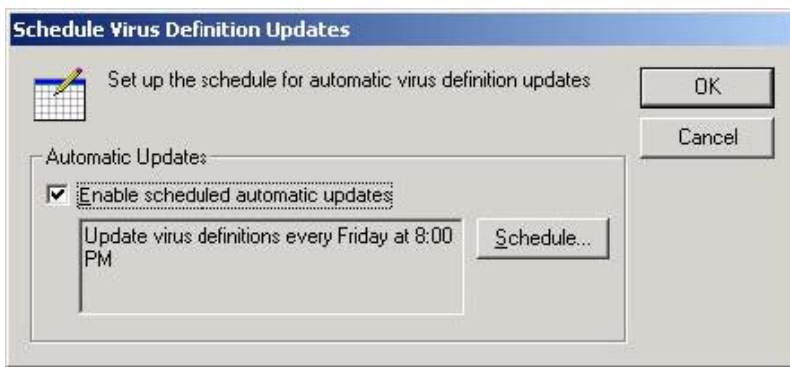 Schedule Virus Definition Updates
Set up the schedule for automatic virus definition updates
OK
Cancel
Automatic Updates
Enable scheduled automatic updates
Update virus definitions every Friday at 8:00
PM
Schedule...